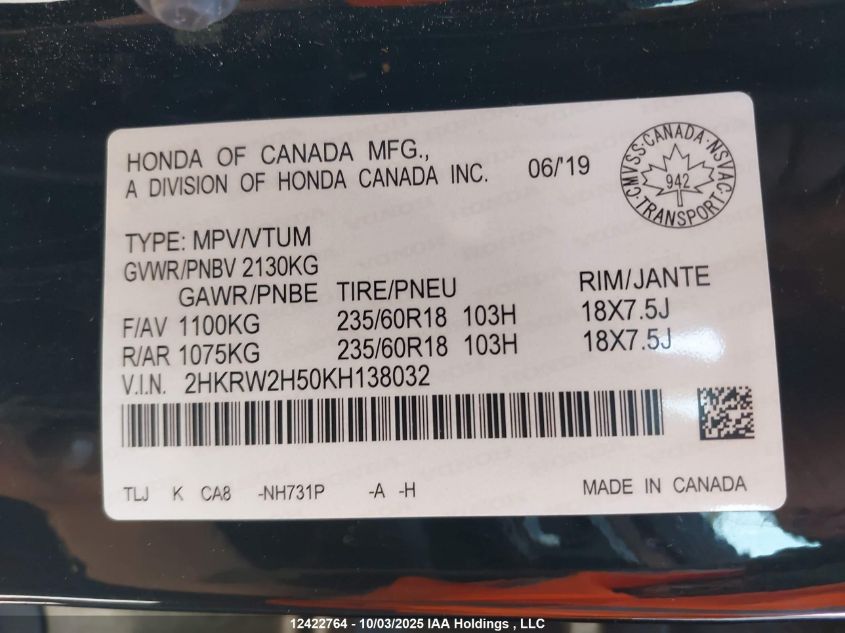 HONDA OF CANADA MFG.,
A DIVISION OF HONDA CANADA INC. 06/'19
CMVSS·CANADA·NSVAC·TRANSPORT
942
TYPE: MPV/VTUM
GVWR/PNBV 2130KG
GAWR/PNBE TIRE/PNEU RIM/JANTE
F/AV 1100KG 235/60R18 103H 18X7.5J
R/AR 1075KG 235/60R18 103H 18X7.5J
V.I.N. 2HKRW2H50KH138032
TLJ K CA8 -NH731P -A -H MADE IN CANADA
12422764 - 10/03/2025 IAA Holdings , LLC